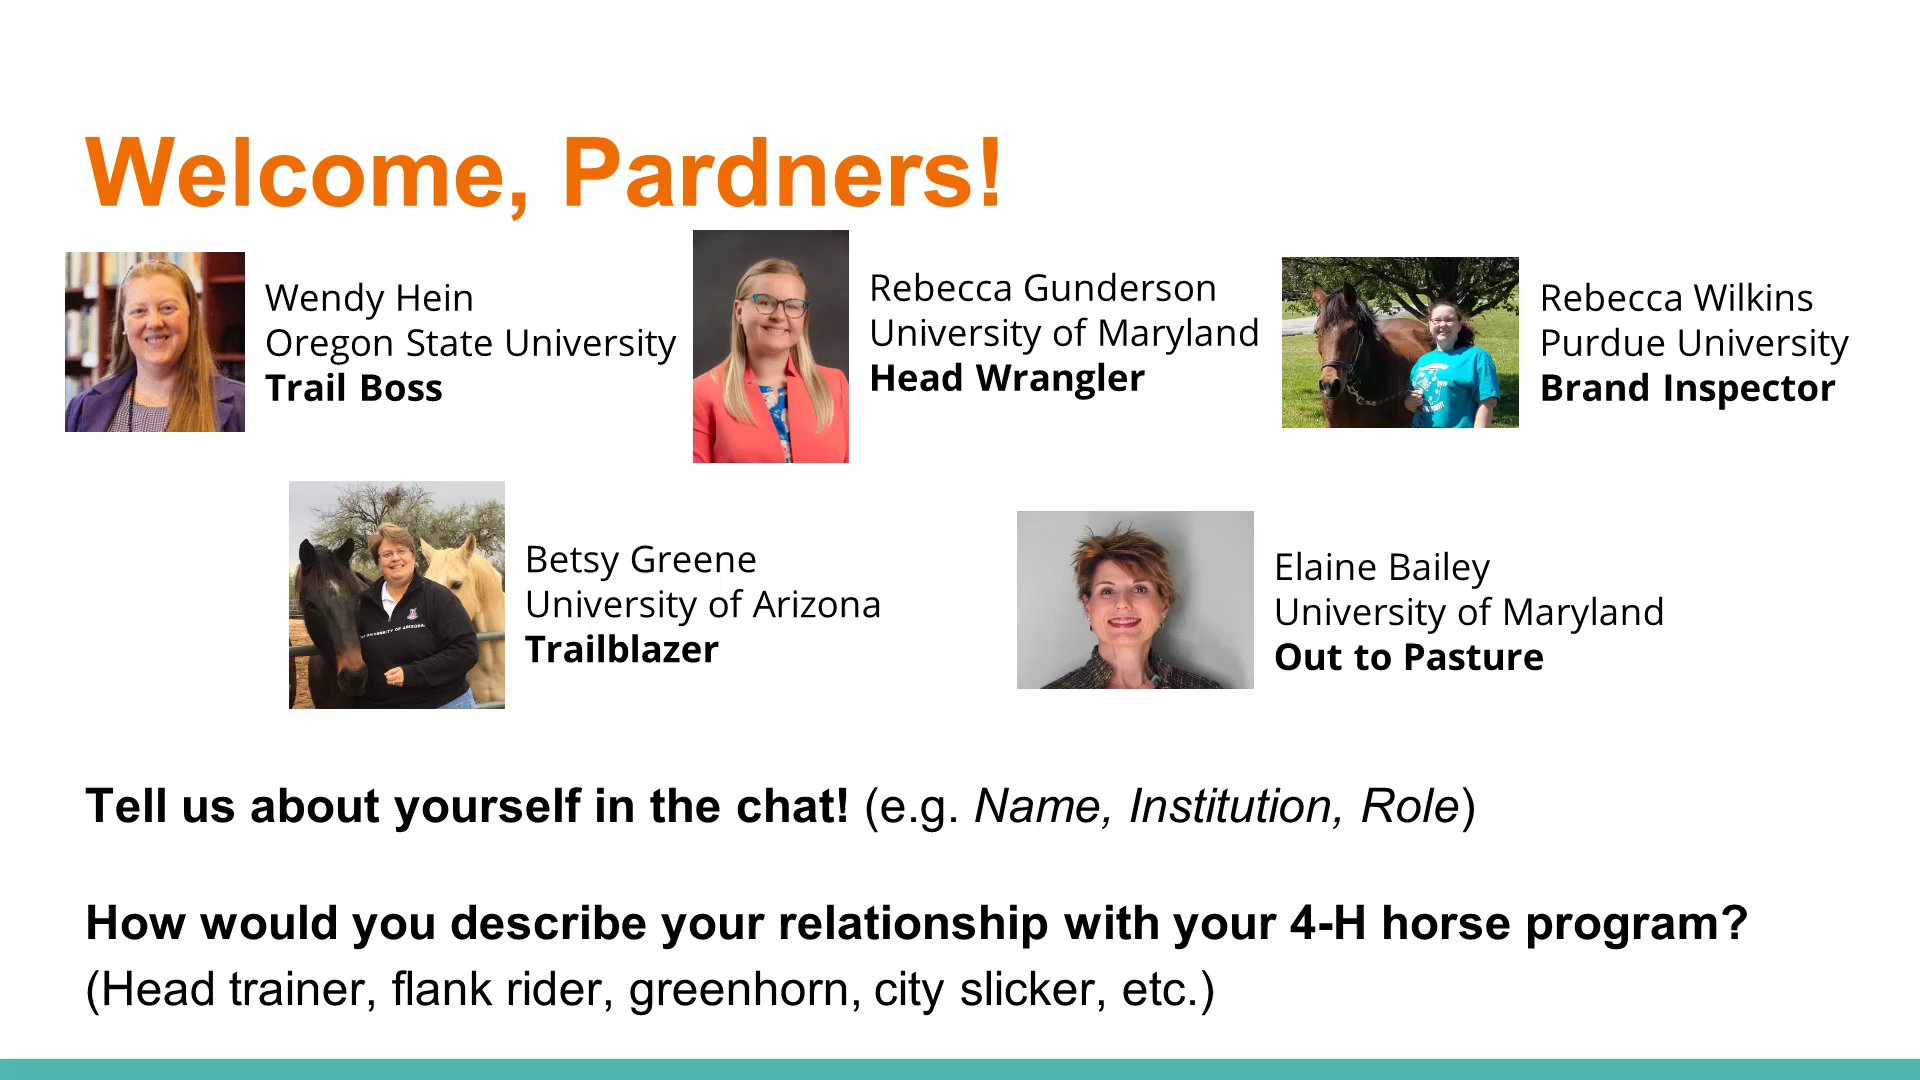 Welcome, Pardners!
Wendy Hein
Oregon State University
Trail Boss
Rebecca Gunderson
University of Maryland
Head Wrangler
Rebecca Wilkins
Purdue University
Brand Inspector
Betsy Greene
University of Arizona
Trailblazer
Elaine Bailey
University of Maryland
Out to Pasture
Tell us about yourself in the chat! (e.g. Name, Institution, Role)
How would you describe your relationship with your 4-H horse program?
(Head trainer, flank rider, greenhorn, city slicker, etc.)